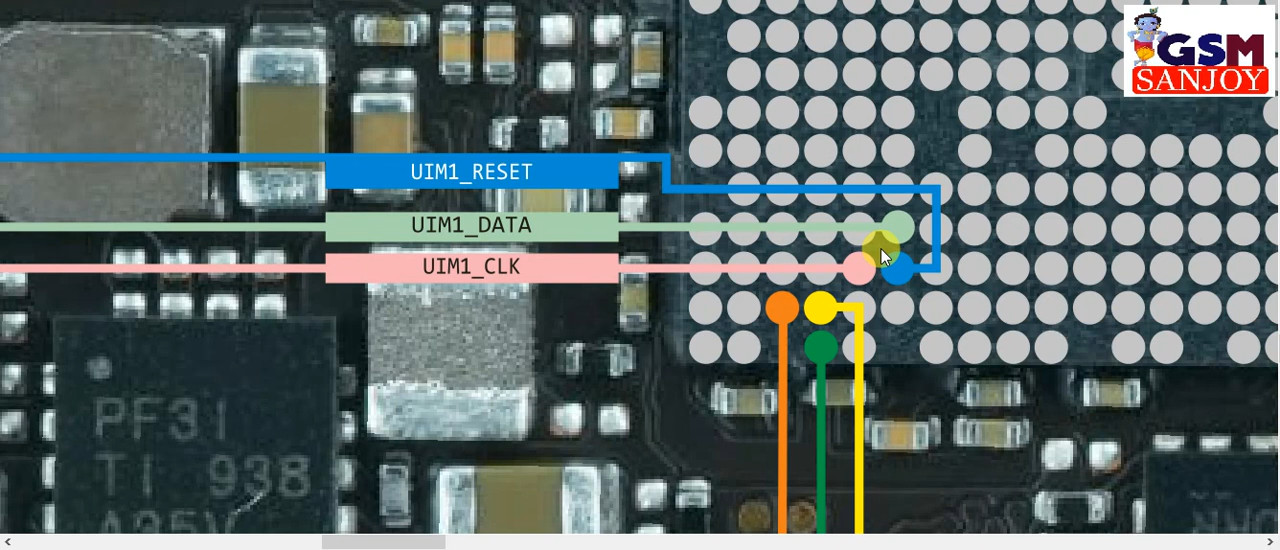 GSM
SANJOY
UIM1_RESET
UIM1_DATA
UIM1_CLK
PF31
TI 938